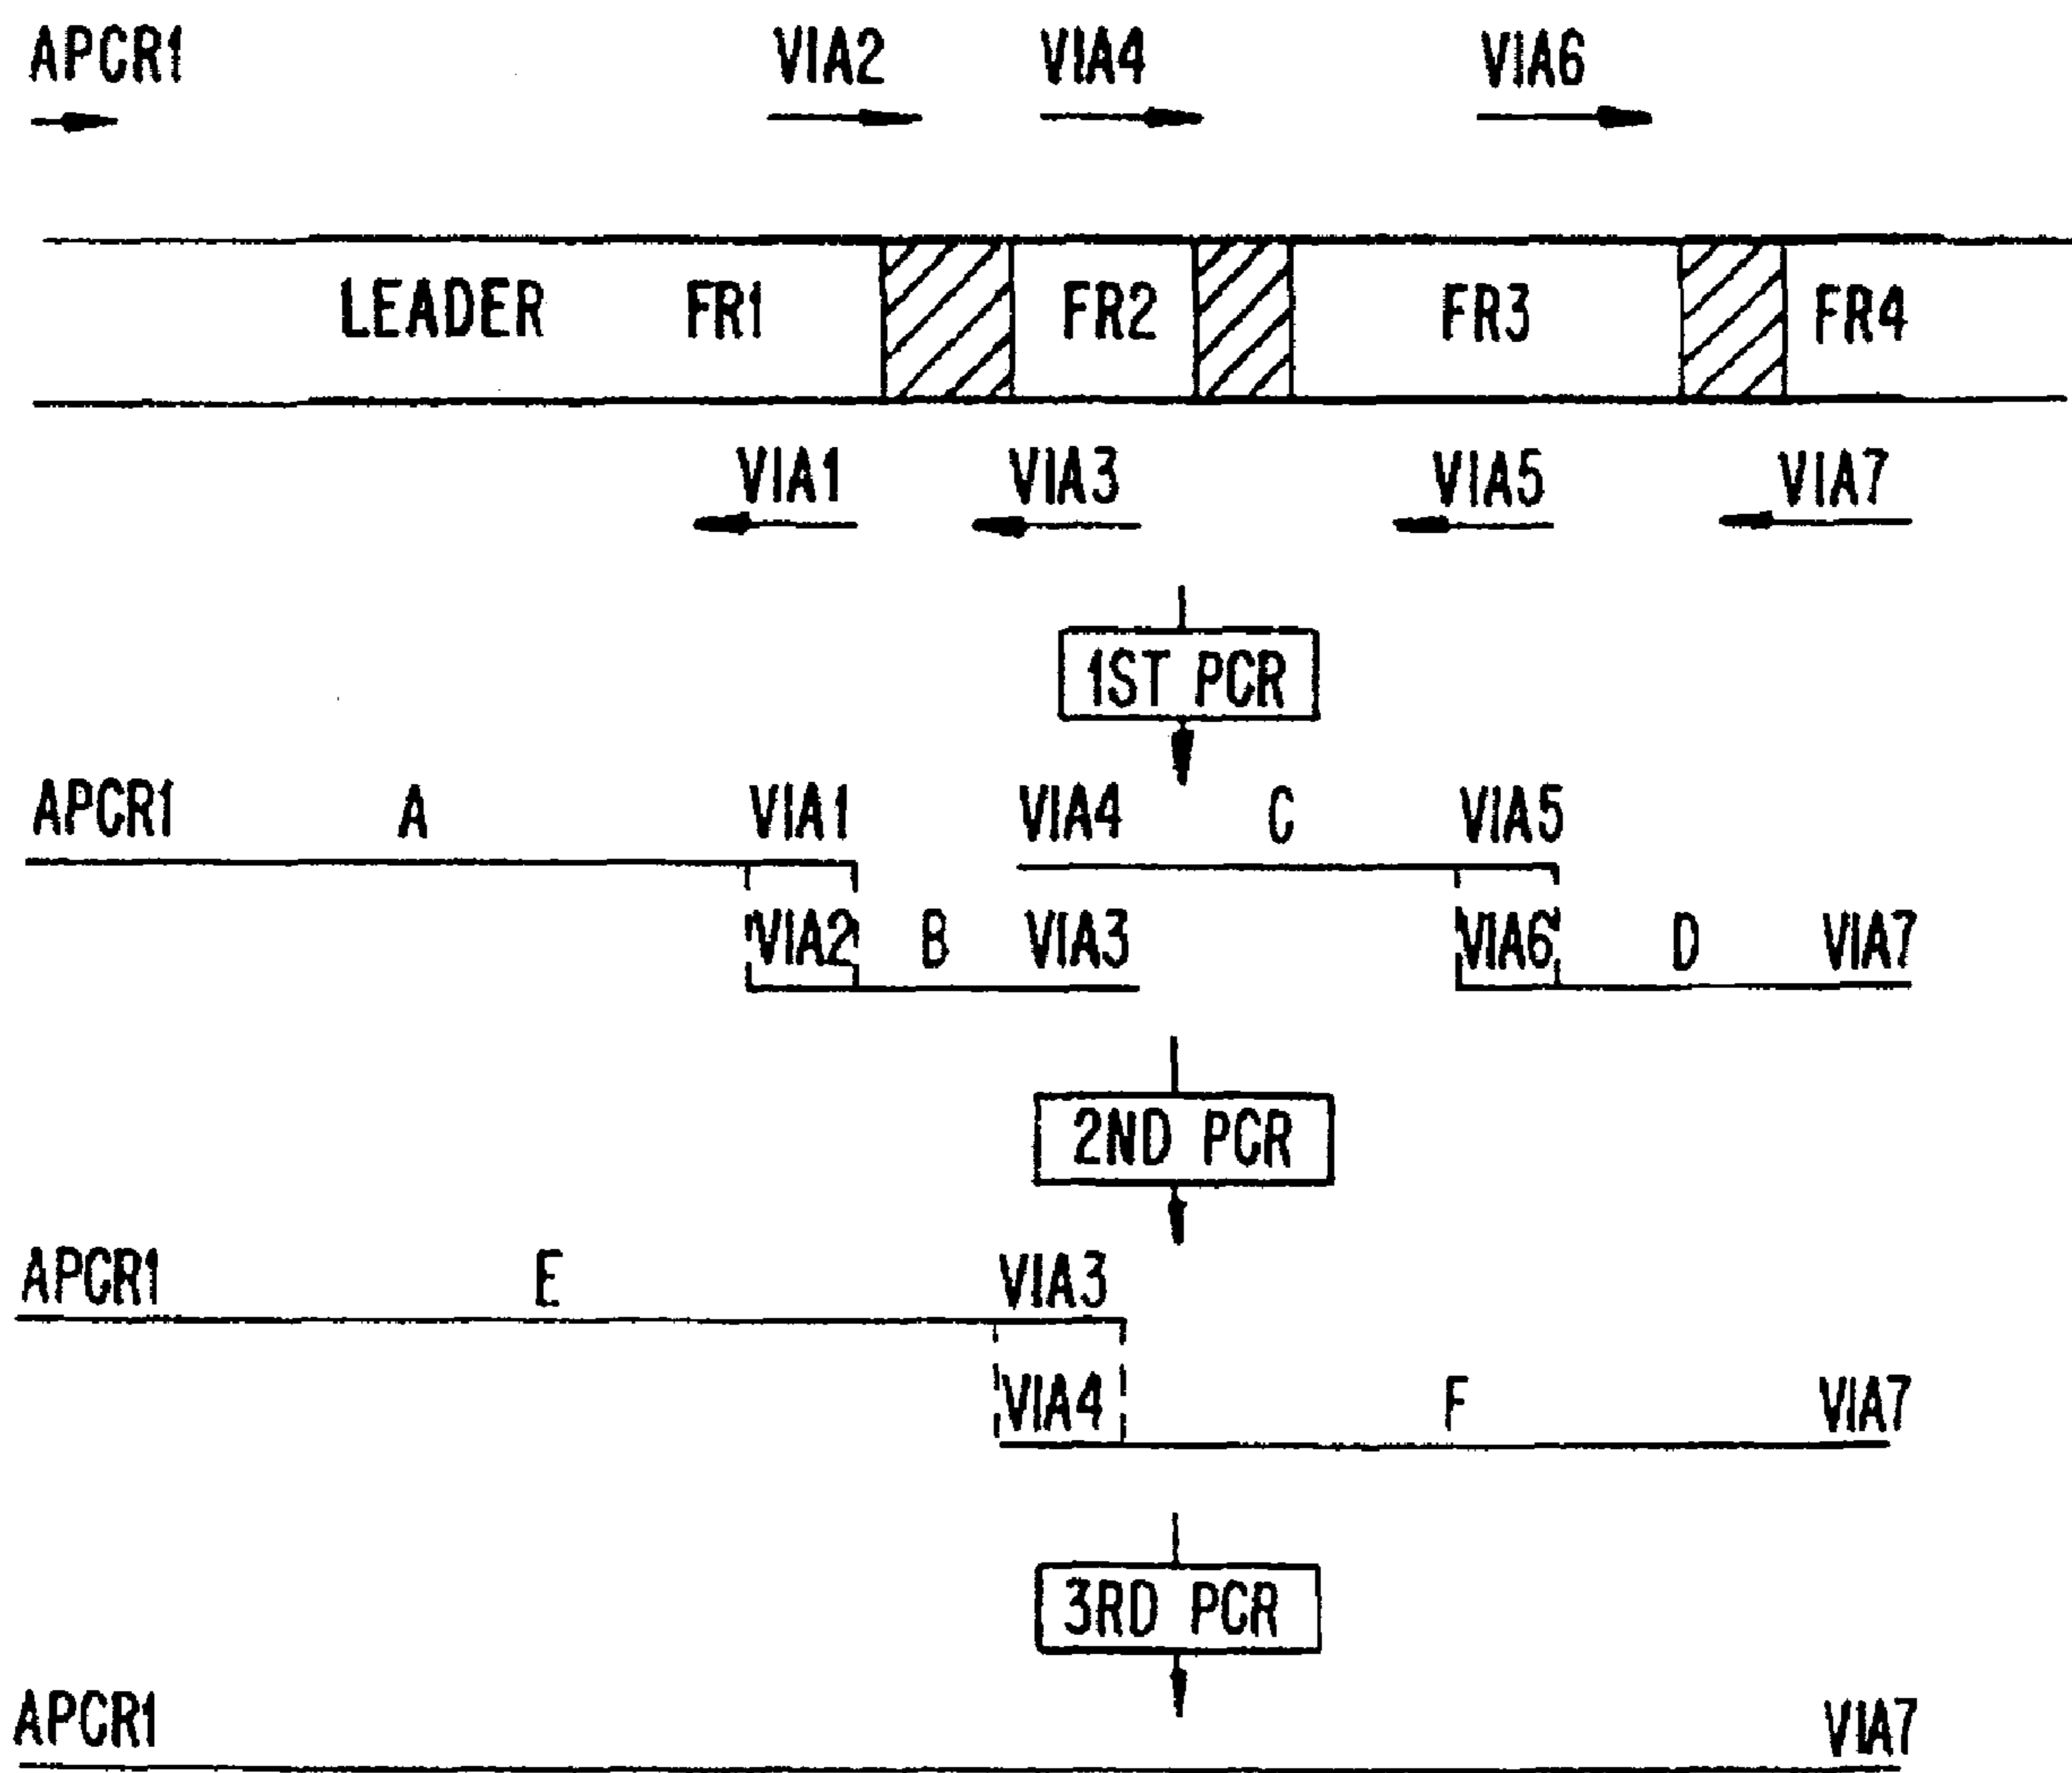 APCR1 VIA2 VIA4 VIA6
LEADER FR1 FR2 FR3 FR4
VIA1 VIA3 VIA5 VIA7
1ST PCR
APCR1 A VIA1 VIA4 C VIA5
VIA2 B VIA3 VIA6 D VIA7
2ND PCR
APCR1 E VIA3
VIA4 F VIA7
3RD PCR
APCR1 VIA7